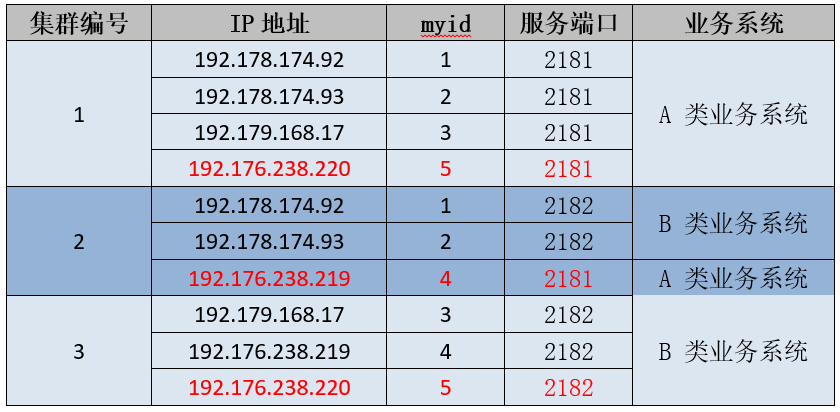 集群编号 IP 地址 myid 服务端口 业务系统
1 192.178.174.92 1 2181 A 类业务系统
192.178.174.93 2 2181
192.179.168.17 3 2181
192.176.238.220 5 2181
2 192.178.174.92 1 2182 B 类业务系统
192.178.174.93 2 2182
192.176.238.219 4 2181 A 类业务系统
3 192.179.168.17 3 2182 B 类业务系统
192.176.238.219 4 2182
192.176.238.220 5 2182